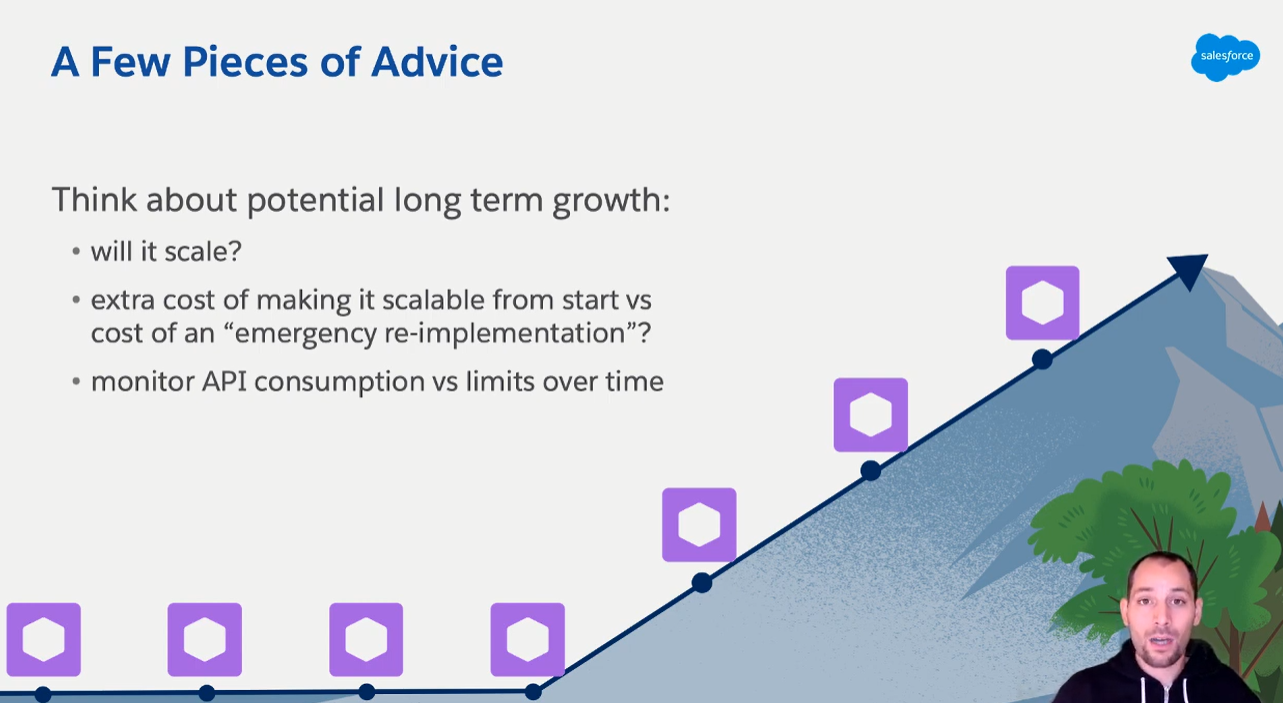 A Few Pieces of Advice
salesforce
Think about potential long term growth:
• will it scale?
• extra cost of making it scalable from start vs
cost of an “emergency re-implementation”?
• monitor API consumption vs limits over time